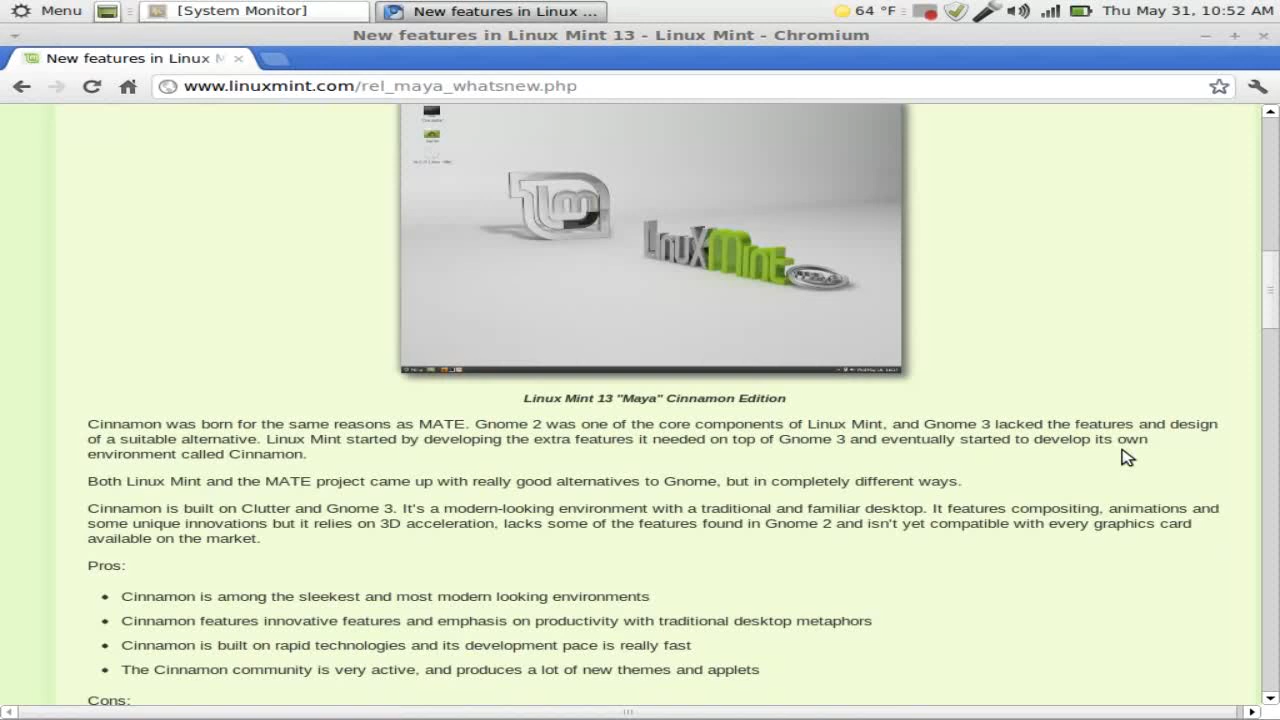 Menu [System Monitor] New features in Linux ... 64 °F Thu May 31, 10:52 AM
New features in Linux Mint 13 - Linux Mint - Chromium
New features in Linux M
www.linuxmint.com/rel_maya_whatsnew.php
LinuxMint
Linux Mint 13 "Maya" Cinnamon Edition
Cinnamon was born for the same reasons as MATE. Gnome 2 was one of the core components of Linux Mint, and Gnome 3 lacked the features and design
of a suitable alternative. Linux Mint started by developing the extra features it needed on top of Gnome 3 and eventually started to develop its own
environment called Cinnamon.
Both Linux Mint and the MATE project came up with really good alternatives to Gnome, but in completely different ways.
Cinnamon is built on Clutter and Gnome 3. It's a modern-looking environment with a traditional and familiar desktop. It features compositing, animations and
some unique innovations but it relies on 3D acceleration, lacks some of the features found in Gnome 2 and isn't yet compatible with every graphics card
available on the market.
Pros:
• Cinnamon is among the sleekest and most modern looking environments
• Cinnamon features innovative features and emphasis on productivity with traditional desktop metaphors
• Cinnamon is built on rapid technologies and its development pace is really fast
• The Cinnamon community is very active, and produces a lot of new themes and applets
Cons: